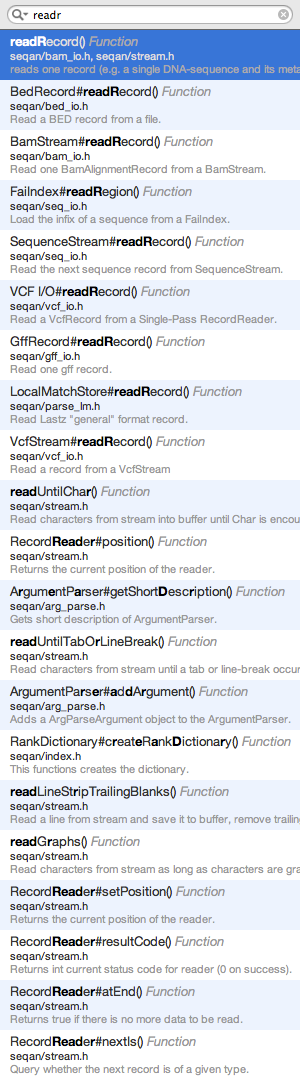 readr
readRecord() Function
seqan/bam_io.h, seqan/stream.h
reads one record (e.g. a single DNA-sequence and its meta
BedRecord#readRecord() Function
seqan/bed_io.h
Read a BED record from a file.
BamStream#readRecord() Function
seqan/bam_io.h
Read one BamAlignmentRecord from a BamStream.
FaiIndex#readRegion() Function
seqan/seq_io.h
Load the infix of a sequence from a FaiIndex.
SequenceStream#readRecord() Function
seqan/seq_io.h
Read the next sequence record from SequenceStream.
VCF I/O#readRecord() Function
seqan/vcf_io.h
Read a VcfRecord from a Single-Pass RecordReader.
GffRecord#readRecord() Function
seqan/gff_io.h
Read one gff record.
LocalMatchStore#readRecord() Function
seqan/parse_lm.h
Read Lastz "general" format record.
VcfStream#readRecord() Function
seqan/vcf_io.h
Read a record from a VcfStream
readUntilChar() Function
seqan/stream.h
Read characters from stream into buffer until Char is encou
RecordReader#position() Function
seqan/stream.h
Returns the current position of the reader.
ArgumentParser#getShortDescription() Function
seqan/arg_parse.h
Gets short description of ArgumentParser.
readUntilTabOrLineBreak() Function
seqan/stream.h
Read characters from stream until a tab or line-break occur
ArgumentParser#addArgument() Function
seqan/arg_parse.h
Adds a ArgParseArgument object to the ArgumentParser.
RankDictionary#createRankDictionary() Function
seqan/index.h
This functions creates the dictionary.
readLineStripTrailingBlanks() Function
seqan/stream.h
Read a line from stream and save it to buffer, remove trailin
readGraphs() Function
seqan/stream.h
Read characters from stream as long as characters are gra
RecordReader#setPosition() Function
seqan/stream.h
Returns the current position of the reader.
RecordReader#resultCode() Function
seqan/stream.h
Returns int current status code for reader (0 on success).
RecordReader#atEnd() Function
seqan/stream.h
Returns true if there is no more data to be read.
RecordReader#nextIs() Function
seqan/stream.h
Query whether the next record is of a given type.